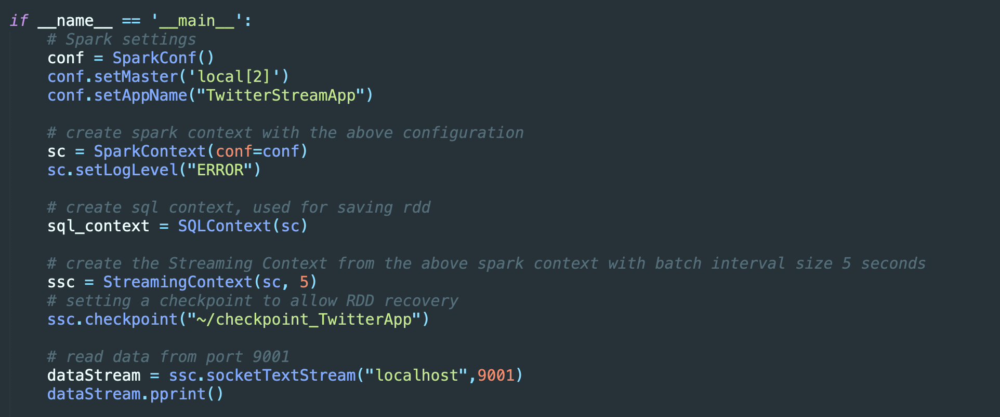 if __name__ == '__main__':
    # Spark settings
    conf = SparkConf()
    conf.setMaster('local[2]')
    conf.setAppName("TwitterStreamApp")

    # create spark context with the above configuration
    sc = SparkContext(conf=conf)
    sc.setLogLevel("ERROR")

    # create sql context, used for saving rdd
    sql_context = SQLContext(sc)

    # create the Streaming Context from the above spark context with batch interval size 5 seconds
    ssc = StreamingContext(sc, 5)
    # setting a checkpoint to allow RDD recovery
    ssc.checkpoint("~/checkpoint_TwitterApp")

    # read data from port 9001
    dataStream = ssc.socketTextStream("localhost",9001)
    dataStream.pprint()